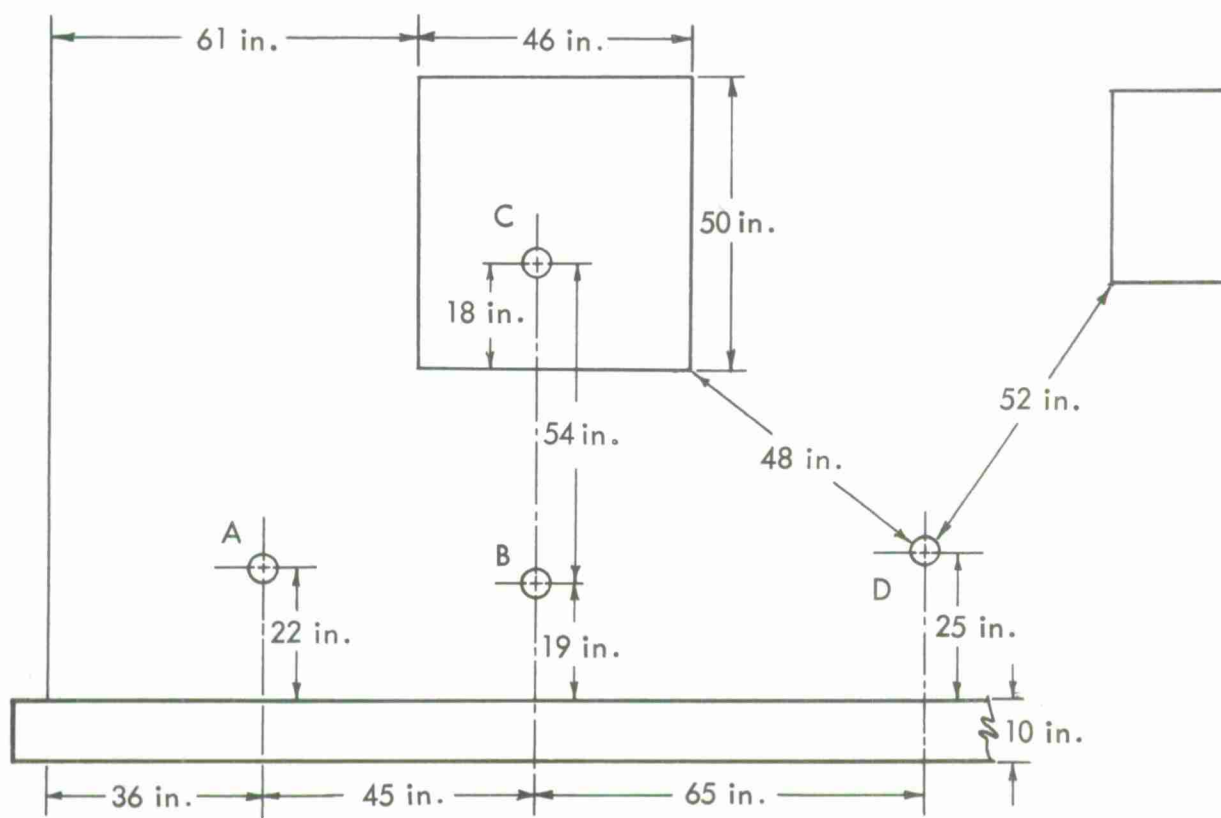 61 in.
46 in.
C
50 in.
18 in.
52 in.
54 in.
48 in.
A
B
D
22 in.
19 in.
25 in.
10 in.
36 in.
45 in.
65 in.